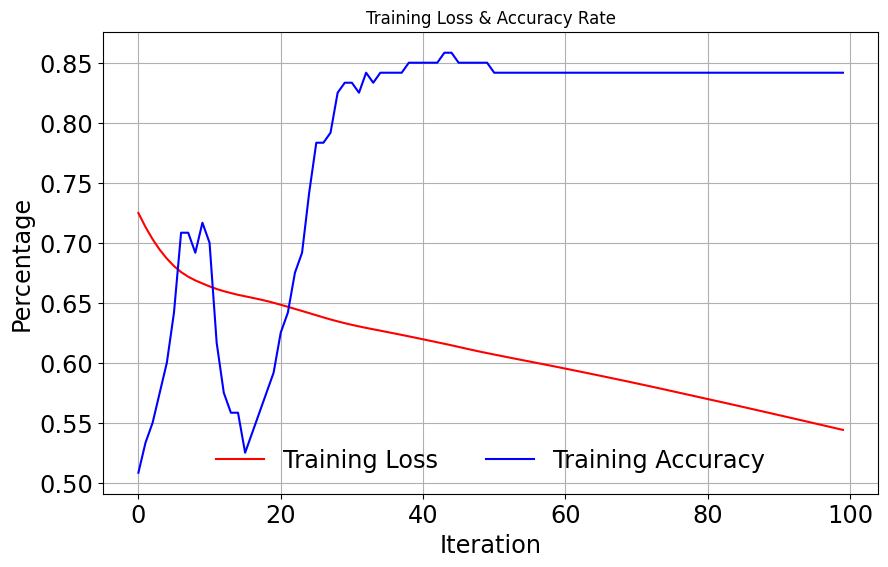 Training Loss & Accuracy Rate
Percentage
0.85
0.80
0.75
0.70
0.65
0.60
0.55
0.50
Training Loss
Training Accuracy
0 20 40 60 80 100
Iteration